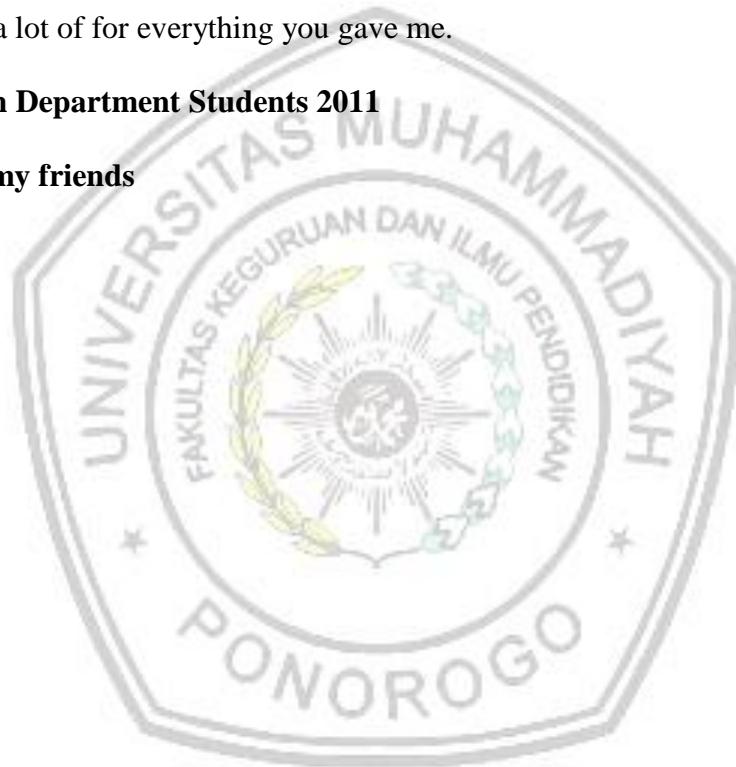 a lot of for everything you gave me.
n Department Students 2011
my friends
UNIVERSITAS MUHAMMADIYAH
FAKULTAS KEGURUAN DAN ILMU PENDIDIKAN
PONOROGO